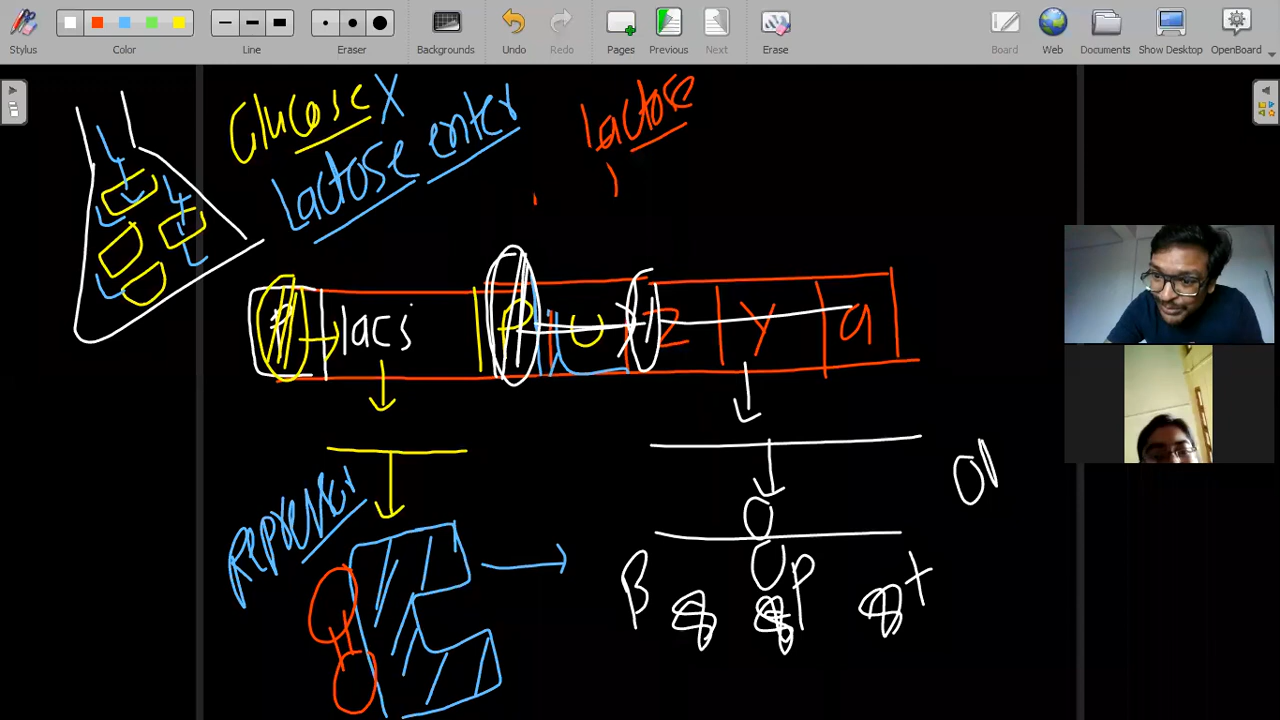 Stylus
Color
Line
Eraser
Backgrounds
Undo
Redo
Pages
Previous
Next
Erase
Board
Web
Documents
Show Desktop
OpenBoard
Glucose X
Lactose enter
lactose
laci
P
z
y
a
β
P
t